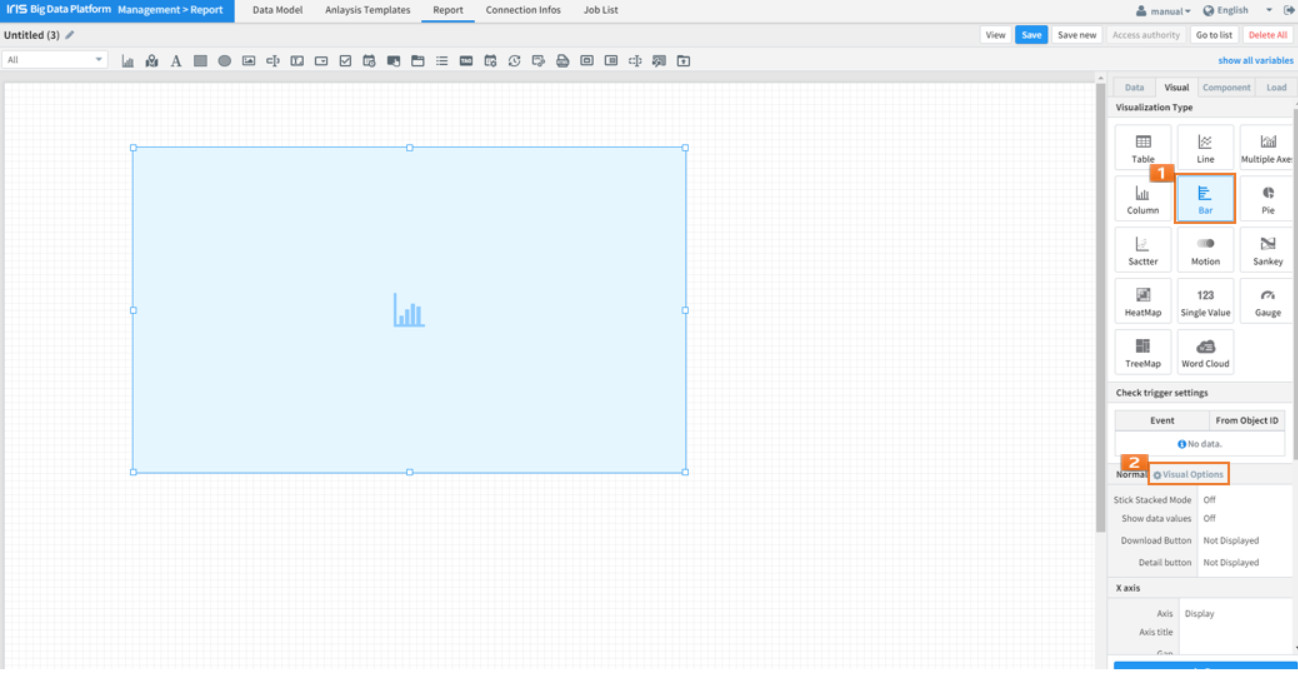 IRIS Big Data Platform Management > Report Data Model Anlaysis Templates Report Connection Infos Job List manual English
Untitled (3) View Save Save new Access authority Go to list Delete All
All TAG show all variables
Data Visual Component Load
Visualization Type
Table Line Multiple Axe
1
Column Bar Pie
Sactter Motion Sankey
123
HeatMap Single Value Gauge
TreeMap Word Cloud
Check trigger settings
Event From Object ID
No data.
2
Normal Visual Options
Stick Stacked Mode Off
Show data values Off
Download Button Not Displayed
Detail button Not Displayed
X axis
Axis Display
Axis title